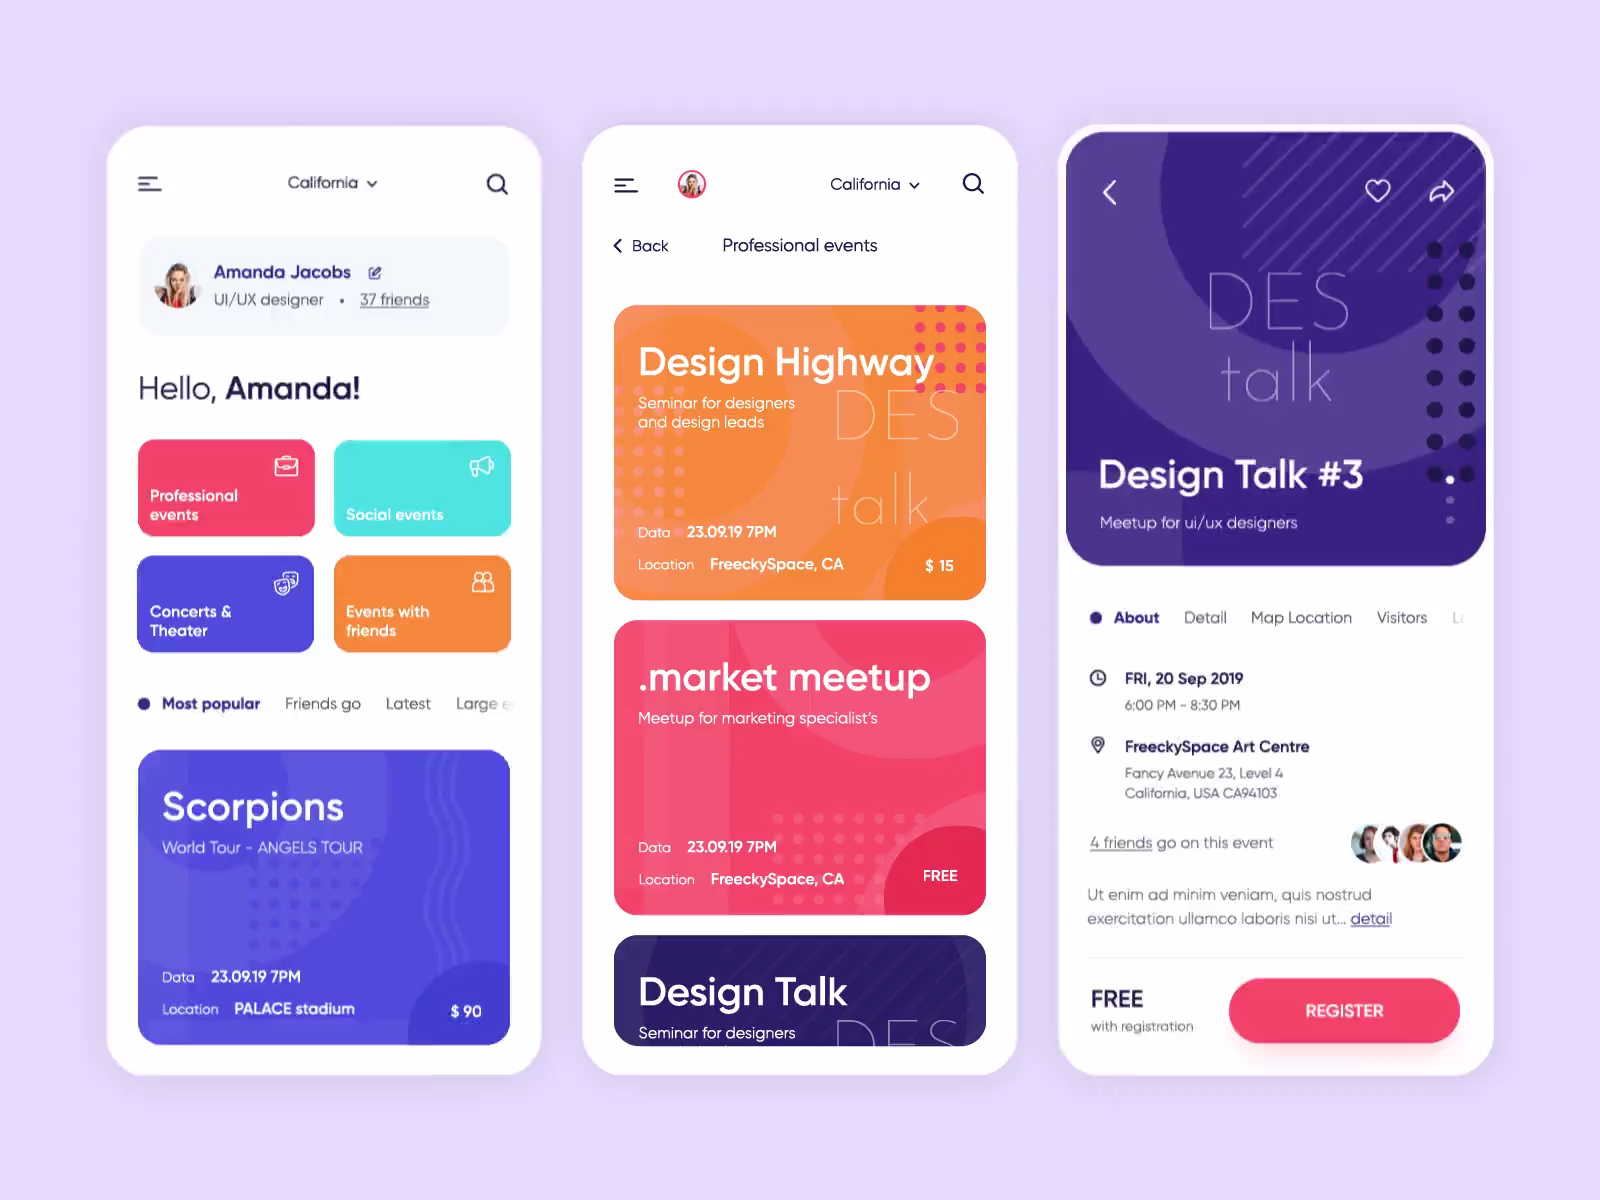 California
Amanda Jacobs
UI/UX designer • 37 friends
Hello, Amanda!
Professional
events
Social events
Concerts &
Theater
Events with
friends
Most popular Friends go Latest Large
Scorpions
World Tour - ANGELS TOUR
Data 23.09.19 7PM
Location PALACE stadium
$ 90
California
Back
Professional events
Design Highway
Seminar for designers
and design leads
DES
talk
Data 23.09.19 7PM
Location FreeckySpace, CA
$ 15
.market meetup
Meetup for marketing specialist's
Data 23.09.19 7PM
Location FreeckySpace, CA
FREE
Design Talk
Seminar for designers
DES
DES
talk
Design Talk #3
Meetup for ui/ux designers
About Detail Map Location Visitors
FRI, 20 Sep 2019
6:00 PM - 8:30 PM
FreeckySpace Art Centre
Fancy Avenue 23, Level 4
California, USA CA94103
4 friends go on this event
Ut enim ad minim veniam, quis nostrud
exercitation ullamco laboris nisi ut... detail
FREE
with registration
REGISTER